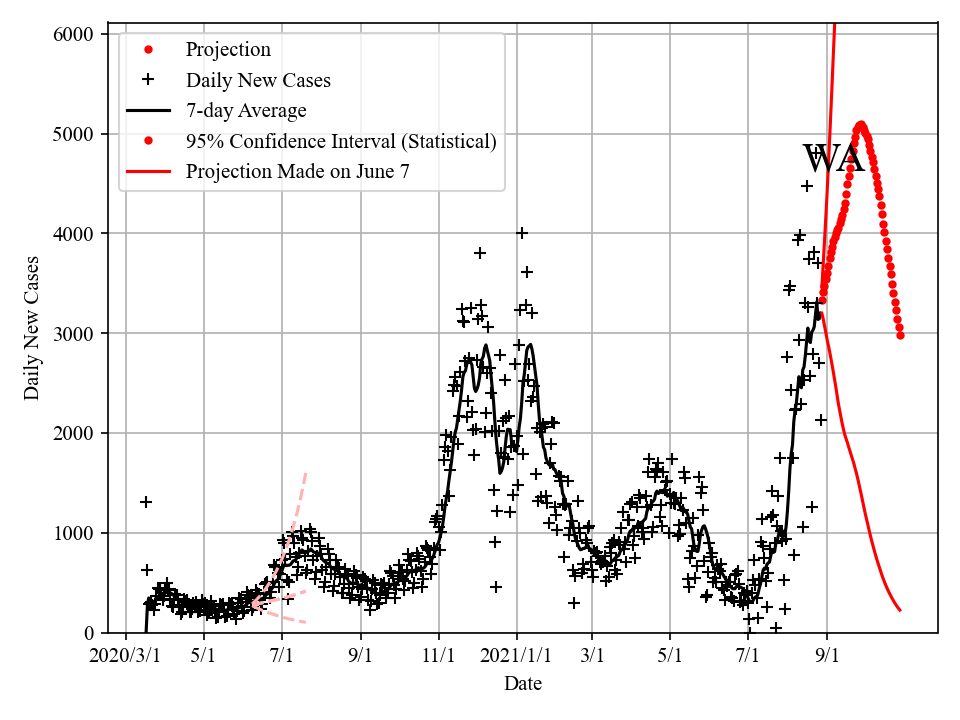 6000
5000
4000
3000
2000
1000
0
Daily New Cases
Projection
Daily New Cases
7-day Average
95% Confidence Interval (Statistical)
Projection Made on June 7
WA
2020/3/1 5/1 7/1 9/1 11/1 2021/1/1 3/1 5/1 7/1 9/1
Date